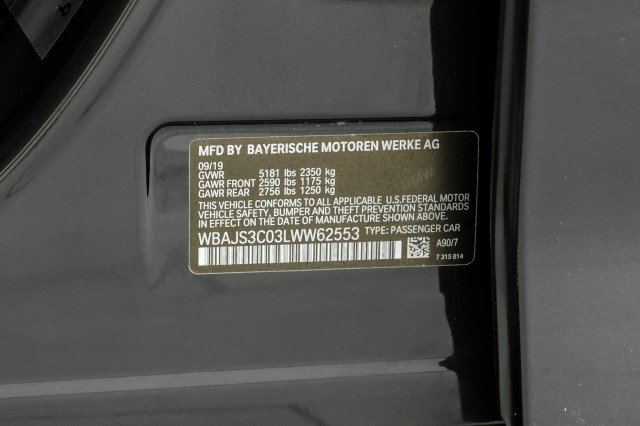 MFD BY BAYERISCHE MOTOREN WERKE AG
09/19
GVWR 5181 lbs 2350 kg
GAWR FRONT 2590 lbs 1175 kg
GAWR REAR 2756 lbs 1250 kg
THIS VEHICLE CONFORMS TO ALL APPLICABLE U.S.FEDERAL MOTOR
VEHICLE SAFETY, BUMPER AND THEFT PREVENTION STANDARDS
IN EFFECT ON THE DATE OF MANUFACTURE SHOWN ABOVE.
WBAJS3C03LWW62553 TYPE: PASSENGER CAR
A90/7
7 315 814